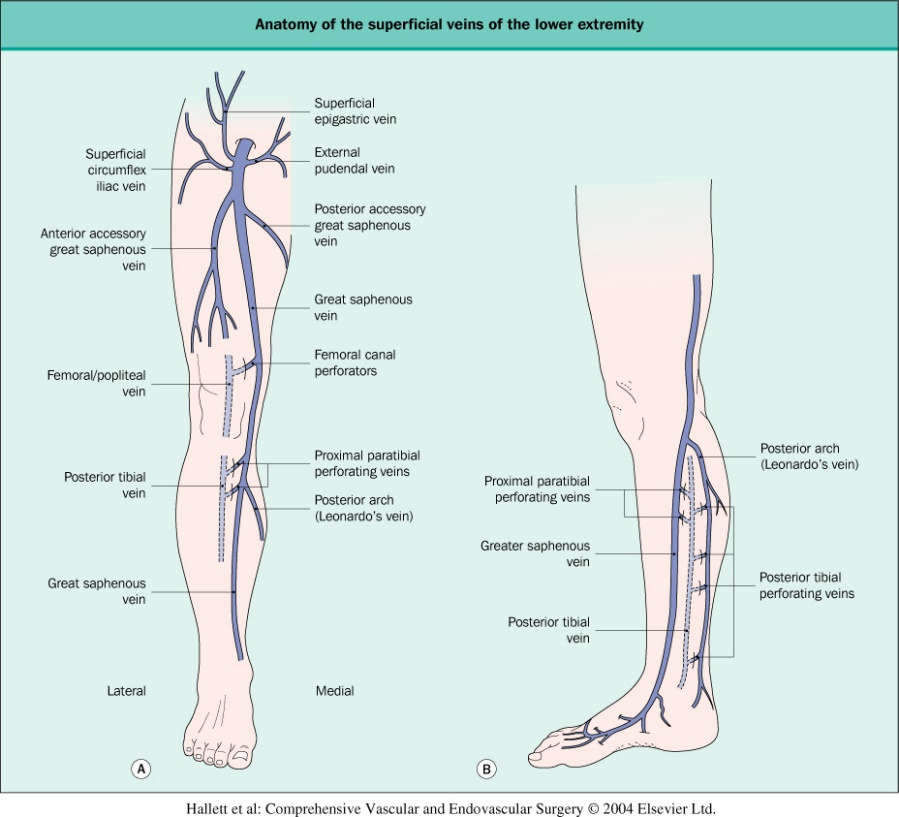 Anatomy of the superficial veins of the lower extremity
Superficial
epigastric vein
Superficial
circumflex
iliac vein
External
pudendal vein
Posterior accessory
great saphenous
vein
Anterior accessory
great saphenous
vein
Great saphenous
vein
Femoral canal
perforators
Femoral/popliteal
vein
Proximal paratibial
perforating veins
Posterior tibial
vein
Posterior arch
(Leonardo's vein)
Great saphenous
vein
Lateral
Medial
A
Posterior arch
(Leonardo's vein)
Proximal paratibial
perforating veins
Greater saphenous
vein
Posterior tibial
perforating veins
Posterior tibial
vein
B
Hallett et al: Comprehensive Vascular and Endovascular Surgery © 2004 Elsevier Ltd.